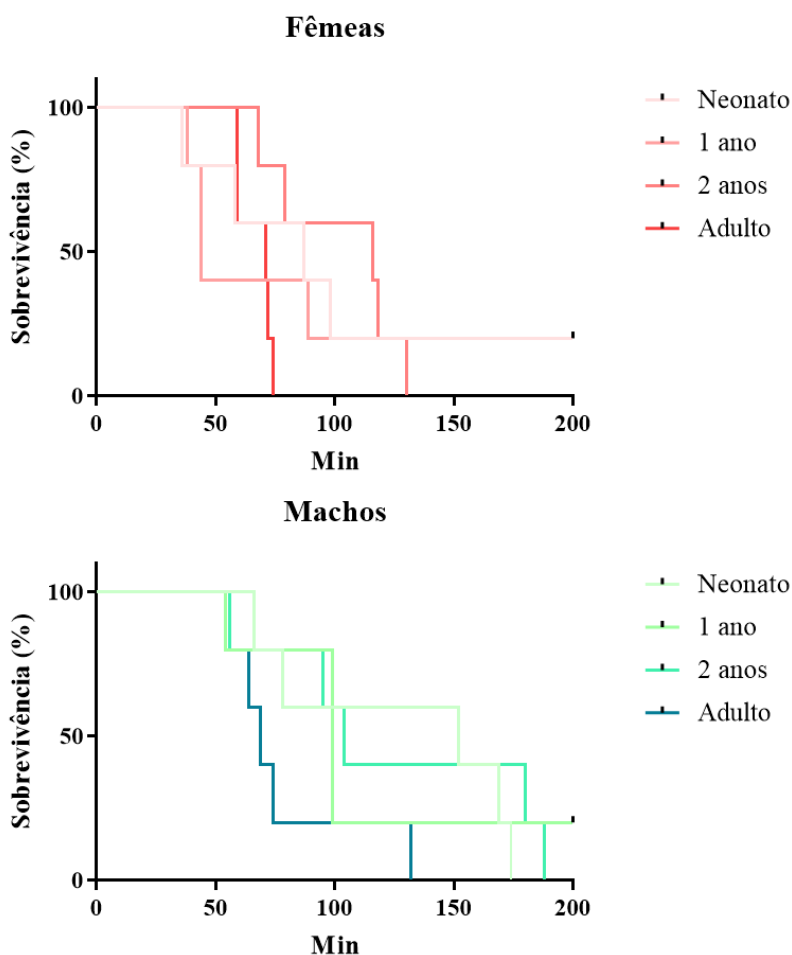 Fêmeas
Sobrevivência (%)
100
50
0
0 50 100 150 200
Min
Neonato
1 ano
2 anos
Adulto
Machos
Sobrevivência (%)
100
50
0
0 50 100 150 200
Min
Neonato
1 ano
2 anos
Adulto